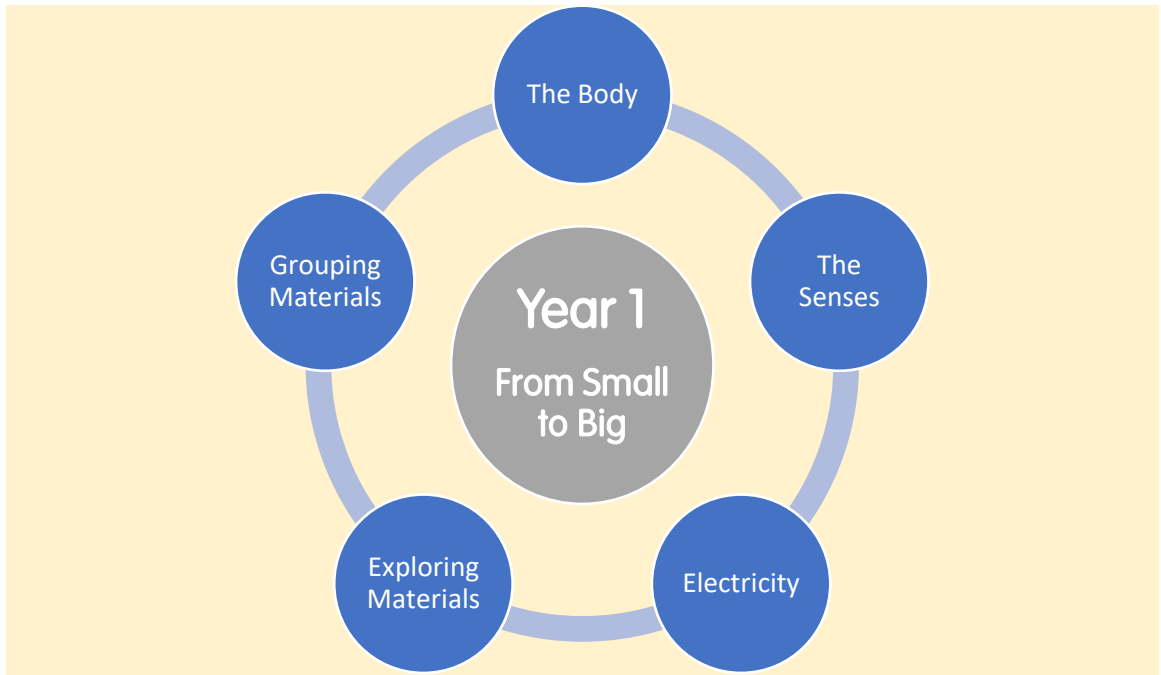 The Body
The
Senses
Electricity
Exploring
Materials
Grouping
Materials
Year 1
From Small
to Big